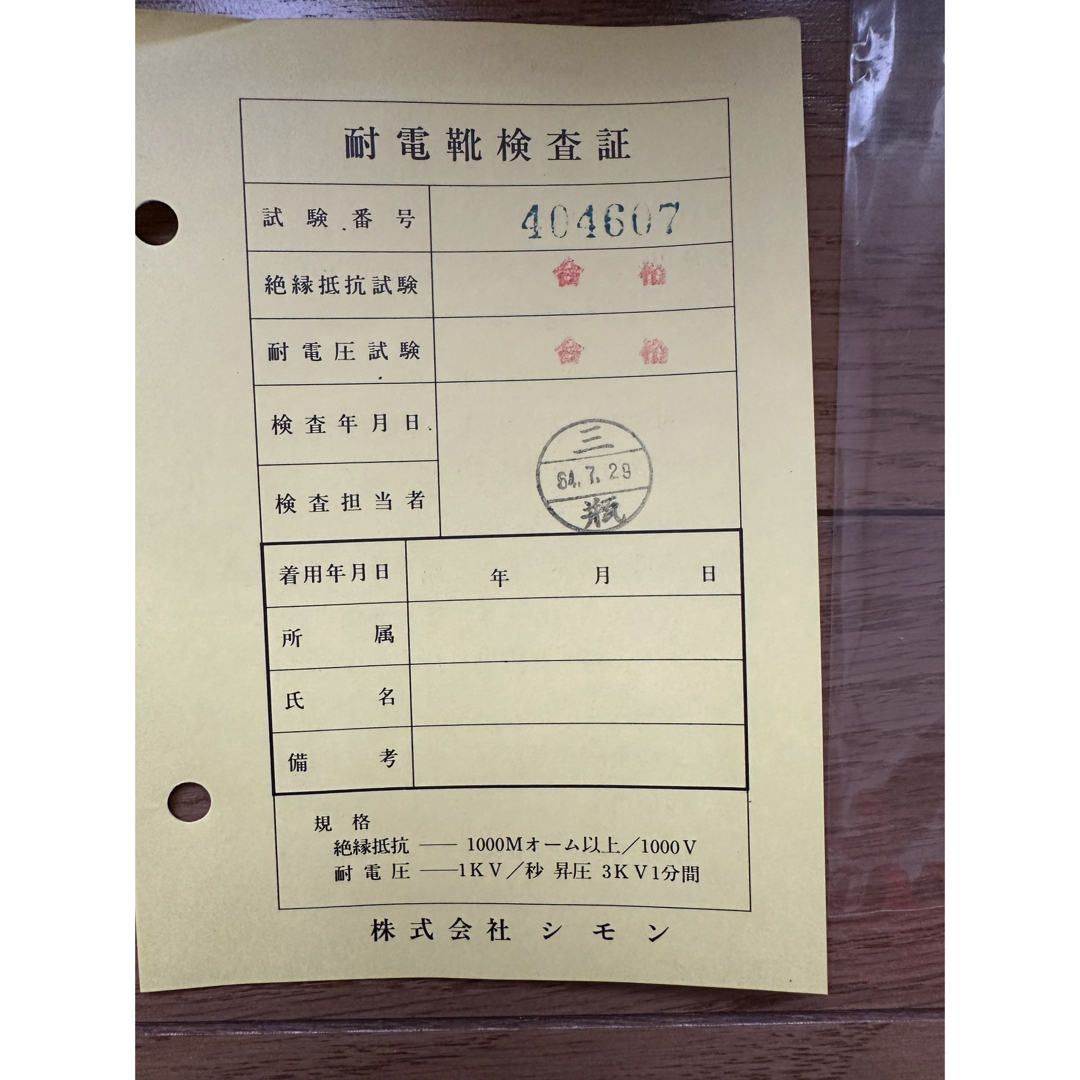 耐電靴検査証
試験番号 404607
絶縁抵抗試験 合格
耐電圧試験 合格
検査年月日
検査担当者
三
64.7.29
瓶
着用年月日 年 月 日
所属
氏名
備考
規格
絶縁抵抗 ── 1000Mオーム以上/1000V
耐電圧 ── 1KV/秒 昇圧 3KV1分間
株式会社シモン